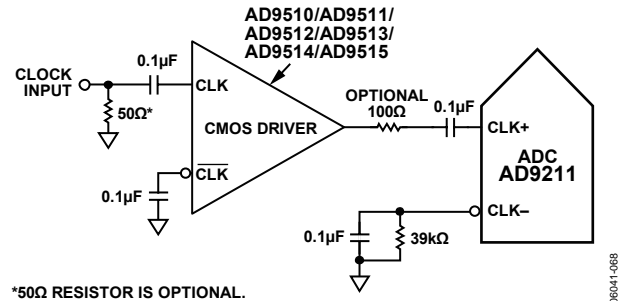 AD9510/AD9511/
AD9512/AD9513/
AD9514/AD9515
CLOCK
INPUT
0.1µF
50Ω*
CLK
CMOS DRIVER
CLK
0.1µF
OPTIONAL
100Ω
0.1µF
CLK+
ADC
AD9211
CLK–
0.1µF
39kΩ
*50Ω RESISTOR IS OPTIONAL.
06041-068